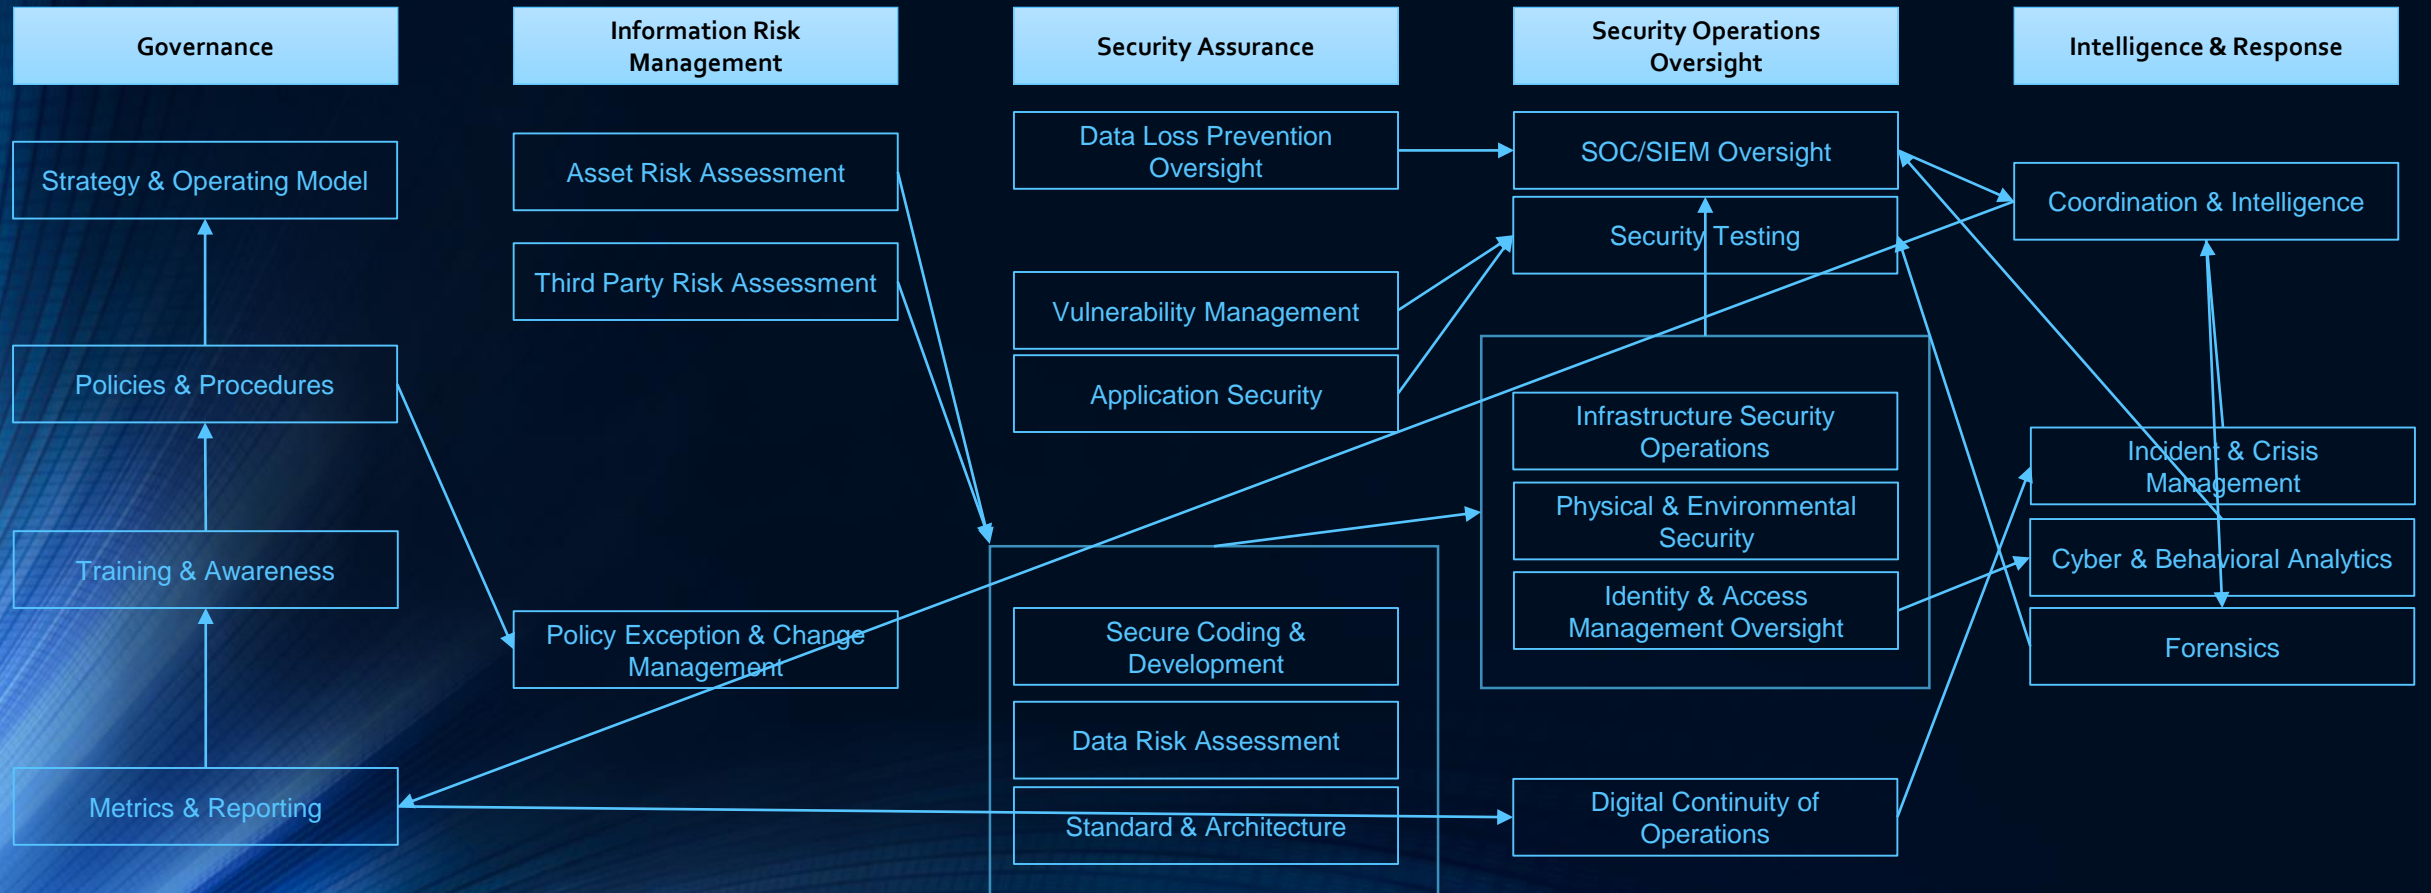 Governance
Information Risk
Management
Security Assurance
Security Operations
Oversight
Intelligence & Response
Strategy & Operating Model
Policies & Procedures
Training & Awareness
Metrics & Reporting
Asset Risk Assessment
Third Party Risk Assessment
Policy Exception & Change
Management
Data Loss Prevention
Oversight
Vulnerability Management
Application Security
Secure Coding &
Development
Data Risk Assessment
Standard & Architecture
SOC/SIEM Oversight
Security Testing
Infrastructure Security
Operations
Physical & Environmental
Security
Identity & Access
Management Oversight
Digital Continuity of
Operations
Coordination & Intelligence
Incident & Crisis
Management
Cyber & Behavioral Analytics
Forensics